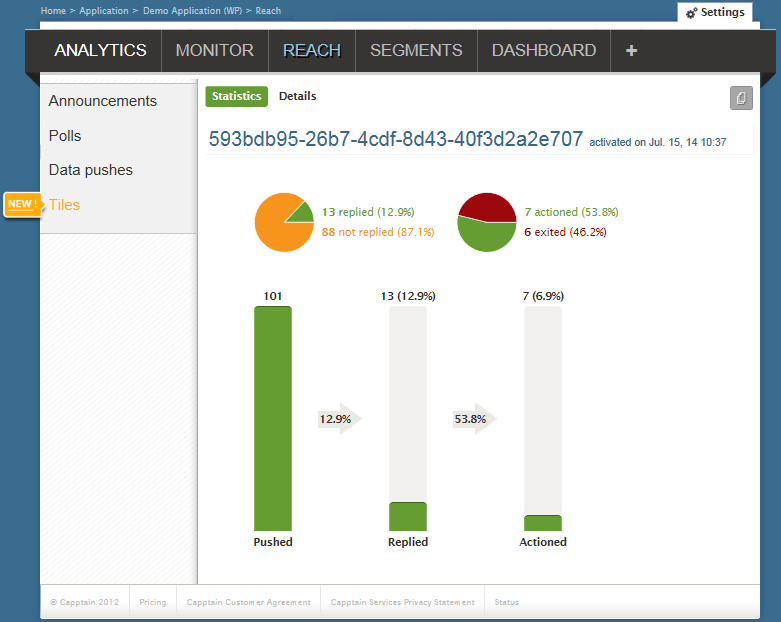 Home > Application > Demo Application (WP) > Reach
Settings
ANALYTICS MONITOR REACH SEGMENTS DASHBOARD +
Announcements
Polls
Data pushes
NEW ! Tiles
Statistics Details
593bdb95-26b7-4cdf-8d43-40f3d2a2e707 activated on Jul. 15, 14 10:37
13 replied (12.9%)
88 not replied (87.1%)
7 actioned (53.8%)
6 exited (46.2%)
101 13 (12.9%) 7 (6.9%)
12.9% 53.8%
Pushed Replied Actioned
© Capptain 2012 Pricing Capptain Customer Agreement Capptain Services Privacy Statement Status